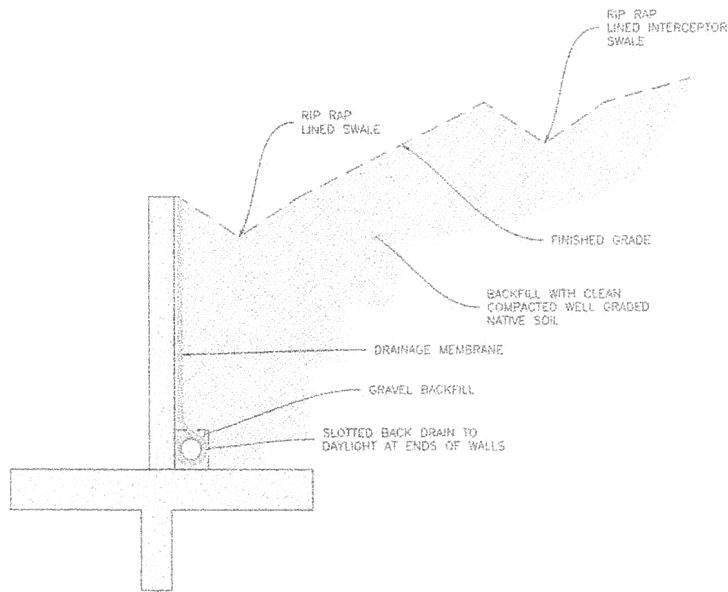 RIP RAP
LINED INTERCEPTOR
SWALE
RIP RAP
LINED SWALE
FINISHED GRADE
BACKFILL WITH CLEAN
COMPACTED WELL GRADED
NATIVE SOIL
DRAINAGE MEMBRANE
GRAVEL BACKFILL
SLOTTED BACK DRAIN TO
DAYLIGHT AT ENDS OF WALLS